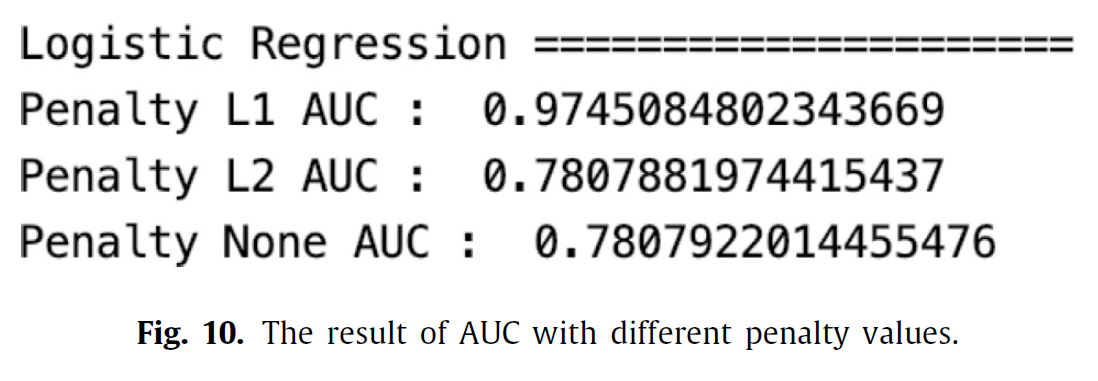 Logistic Regression =====================
Penalty L1 AUC :  0.9745084802343669
Penalty L2 AUC :  0.7807881974415437
Penalty None AUC :  0.7807922014455476
Fig. 10. The result of AUC with different penalty values.